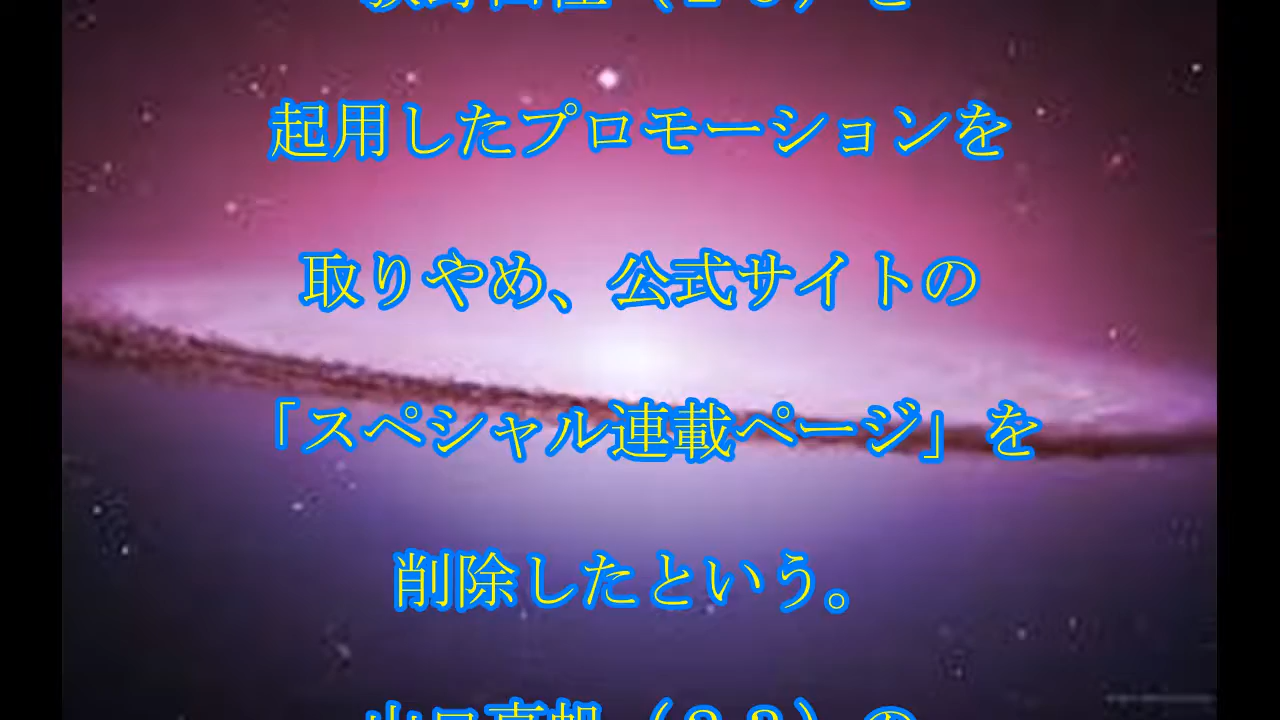 起用したプロモーションを
取りやめ、公式サイトの
「スペシャル連載ページ」を
削除したという。